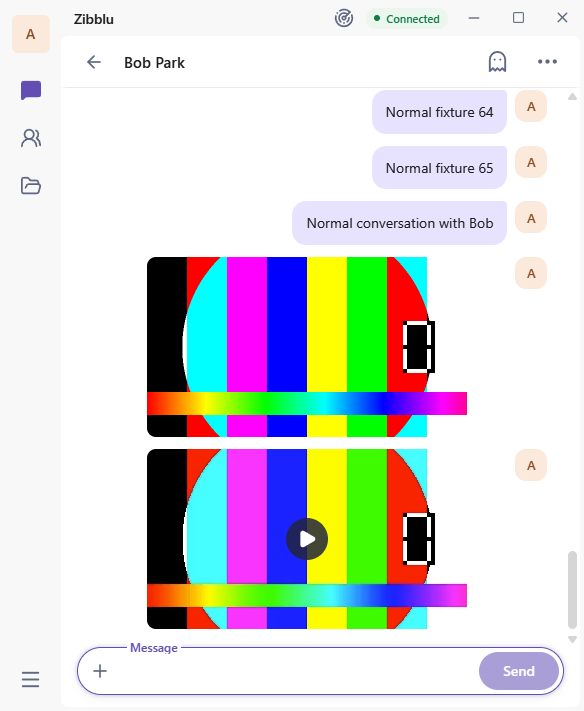 Zibblu
Connected
A
Bob Park
Normal fixture 64
A
Normal fixture 65
A
Normal conversation with Bob
A
A
A
Message
Send